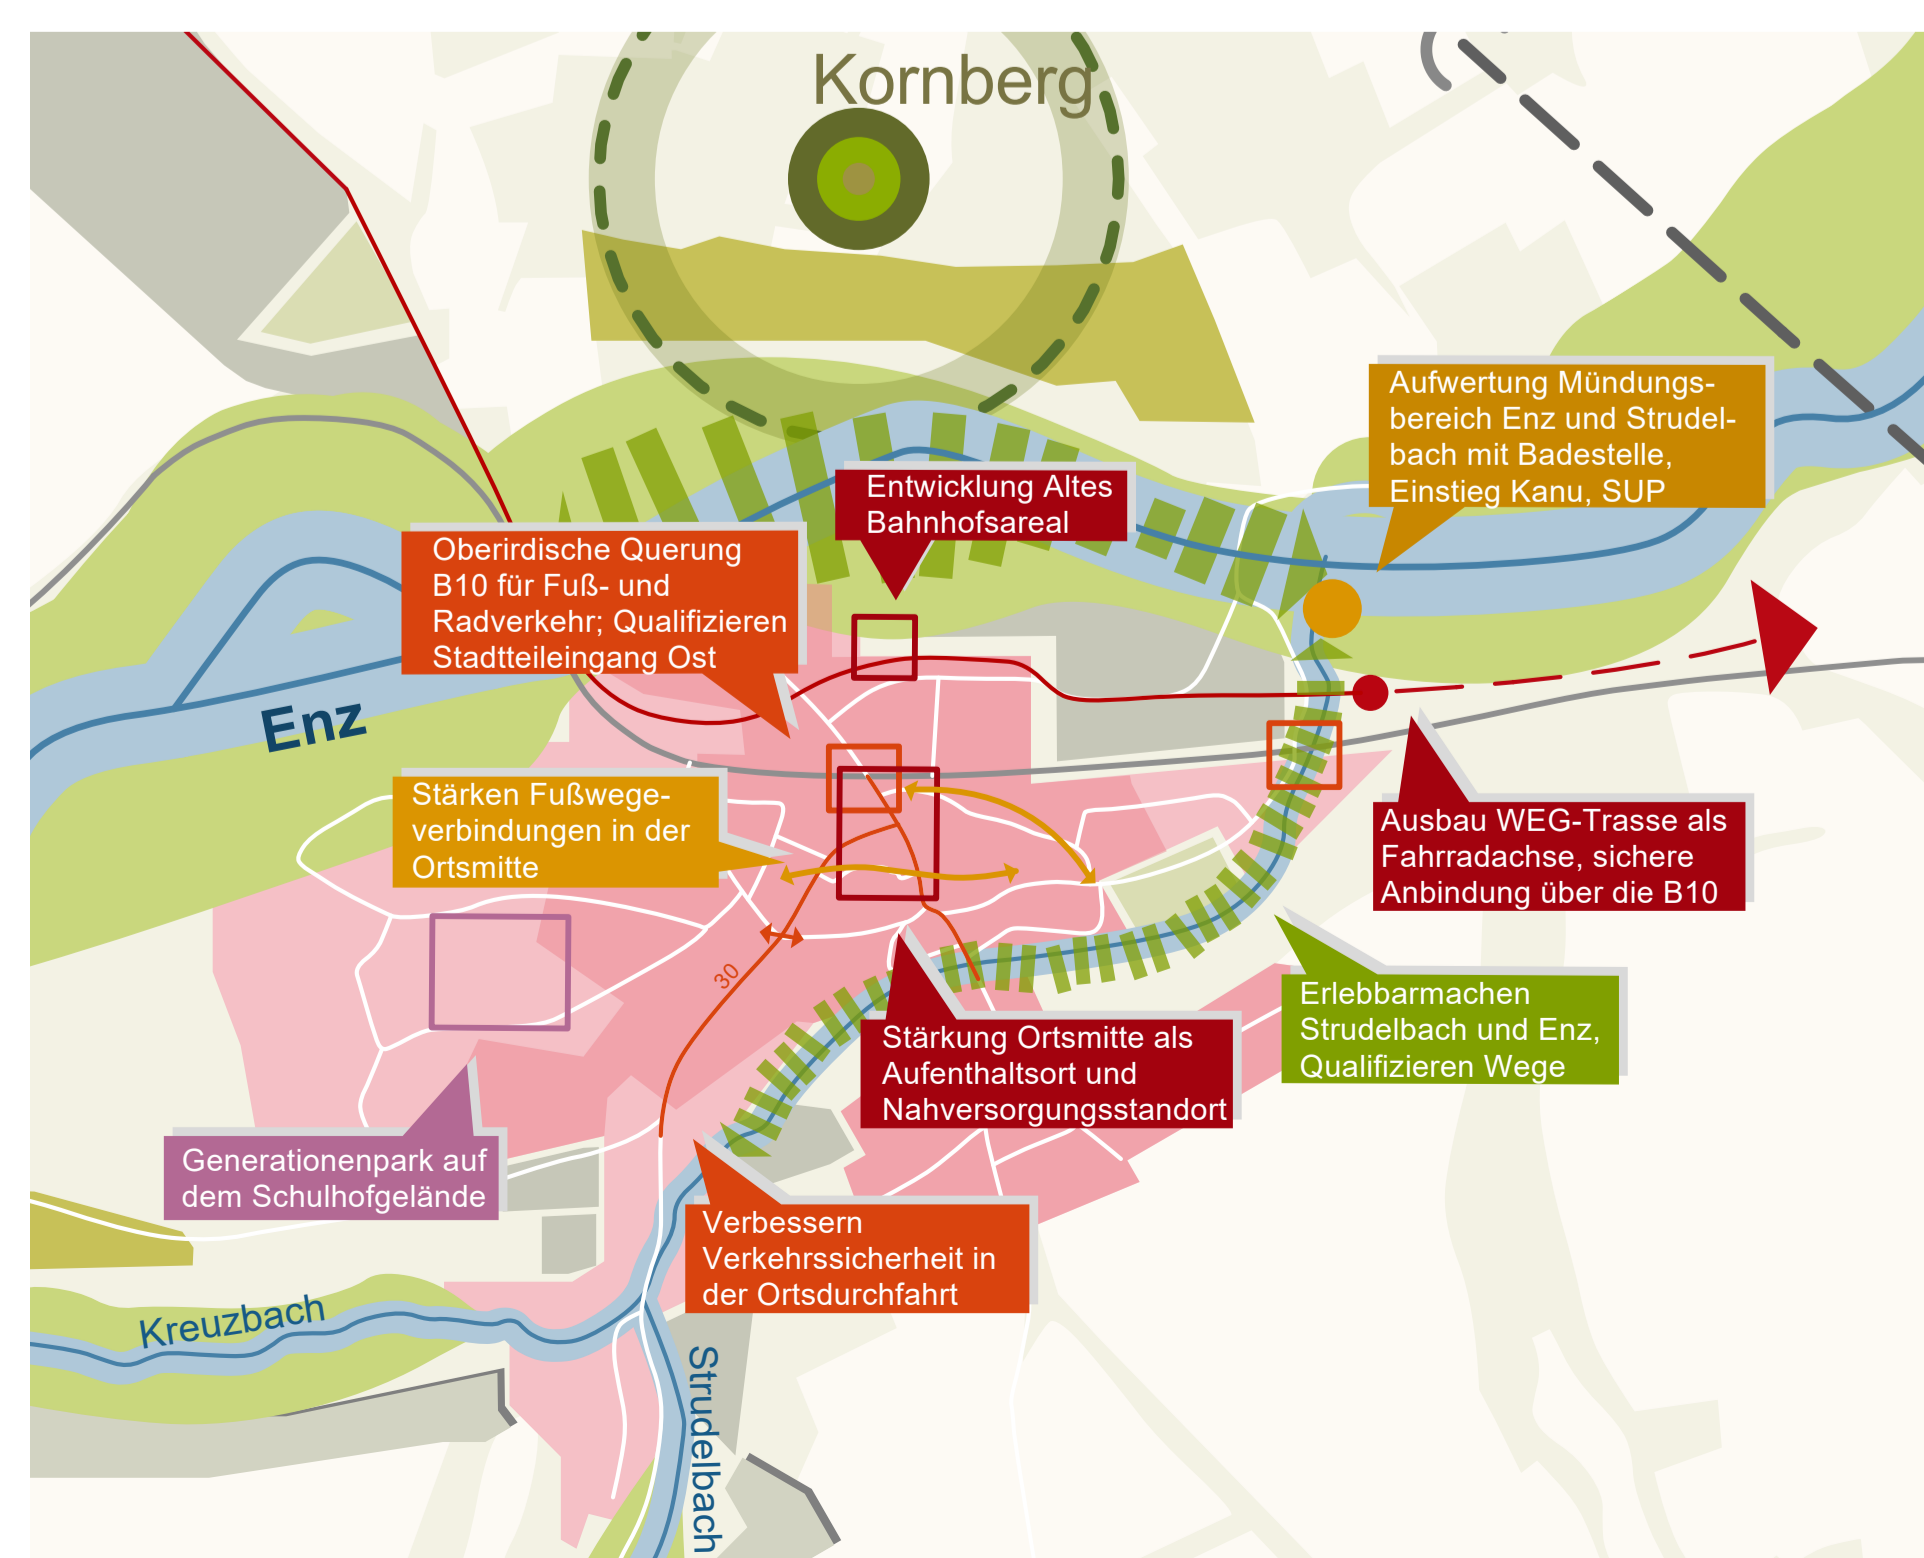 Kornberg
Aufwertung Mündungs-
bereich Enz und Strudel-
bach mit Badestelle,
Einstieg Kanu, SUP
Entwicklung Altes
Bahnhofsareal
Oberirdische Querung
B10 für Fuß- und
Radverkehr; Qualifizieren
Stadtteileingang Ost
Enz
Stärken Fußwege-
verbindungen in der
Ortsmitte
Ausbau WEG-Trasse als
Fahrradachse, sichere
Anbindung über die B10
30
Erlebbarmachen
Strudelbach und Enz,
Qualifizieren Wege
Stärkung Ortsmitte als
Aufenthaltsort und
Nahversorgungsstandort
Generationenpark auf
dem Schulhofgelände
Verbessern
Verkehrssicherheit in
der Ortsdurchfahrt
Kreuzbach
Strudelbach